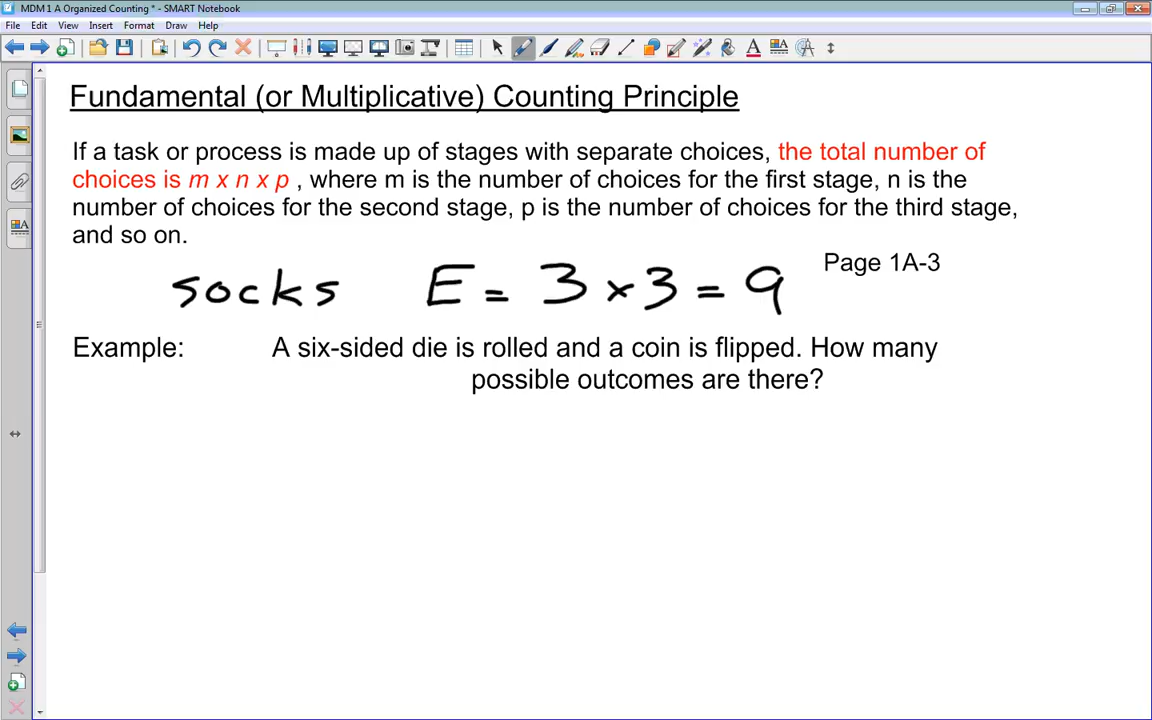 MDM 1 A Organized Counting * - SMART Notebook
File Edit View Insert Format Draw Help
Fundamental (or Multiplicative) Counting Principle
If a task or process is made up of stages with separate choices, the total number of
choices is m x n x p , where m is the number of choices for the first stage, n is the
number of choices for the second stage, p is the number of choices for the third stage,
and so on.
Page 1A-3
socks E = 3 × 3 = 9
Example: A six-sided die is rolled and a coin is flipped. How many
possible outcomes are there?